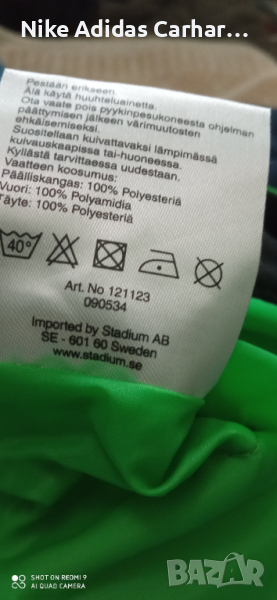 Nike Adidas Carhar...
Pestään erikseen.
Älä käytä huuhteluainetta.
Ota vaate pois pyykinpesukoneesta ohjelman
päättymisen jälkeen värimuutosten
ehkäisemiseksi.
Suositellaan kuivattavaksi lämpimässä
kuivauskaapissa tai-huoneessa.
Kyllästä tarvittaessa uudestaan.
Vaatteen koosumus:
Päälliskangas: 100% Polyesteriä
Vuori: 100% Polyamidia
Täyte: 100% Polyesteriä
40°
Art. No 121123
090534
Imported by Stadium AB
SE - 601 60 Sweden
www.stadium.se
SHOT ON REDMI 9
AI QUAD CAMERA
BAZAR